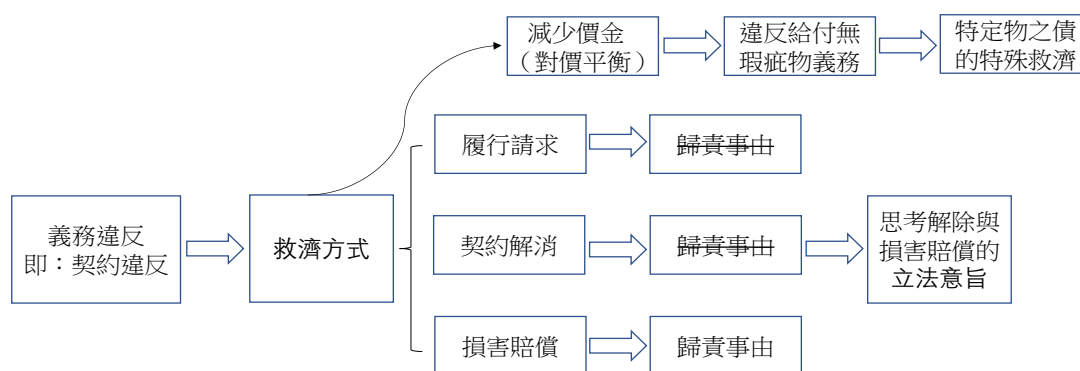 減少價金
（對價平衡）
違反給付無
瑕疵物義務
特定物之債
的特殊救濟
履行請求
歸責事由
義務違反
即：契約違反
救濟方式
契約解消
歸責事由
思考解除與
損害賠償的
立法意旨
損害賠償
歸責事由